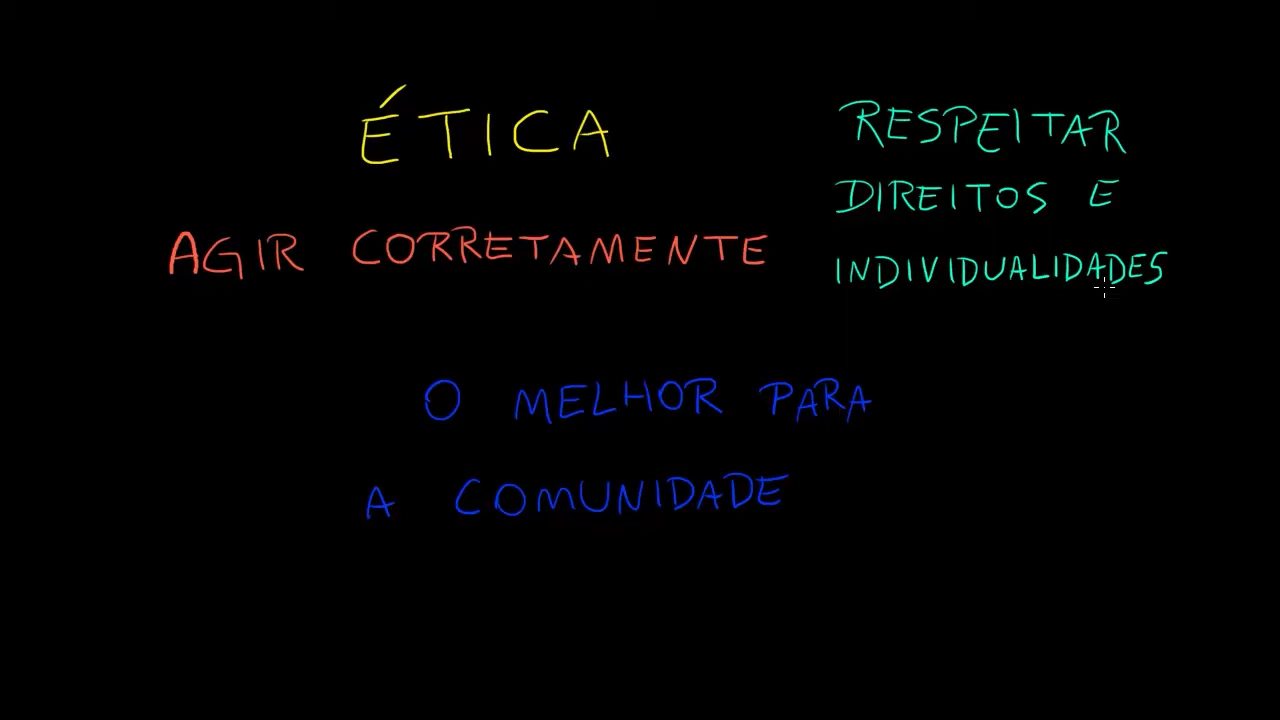 ÉTICA
AGIR CORRETAMENTE
RESPEITAR
DIREITOS E
INDIVIDUALIDADES
O MELHOR PARA
A COMUNIDADE